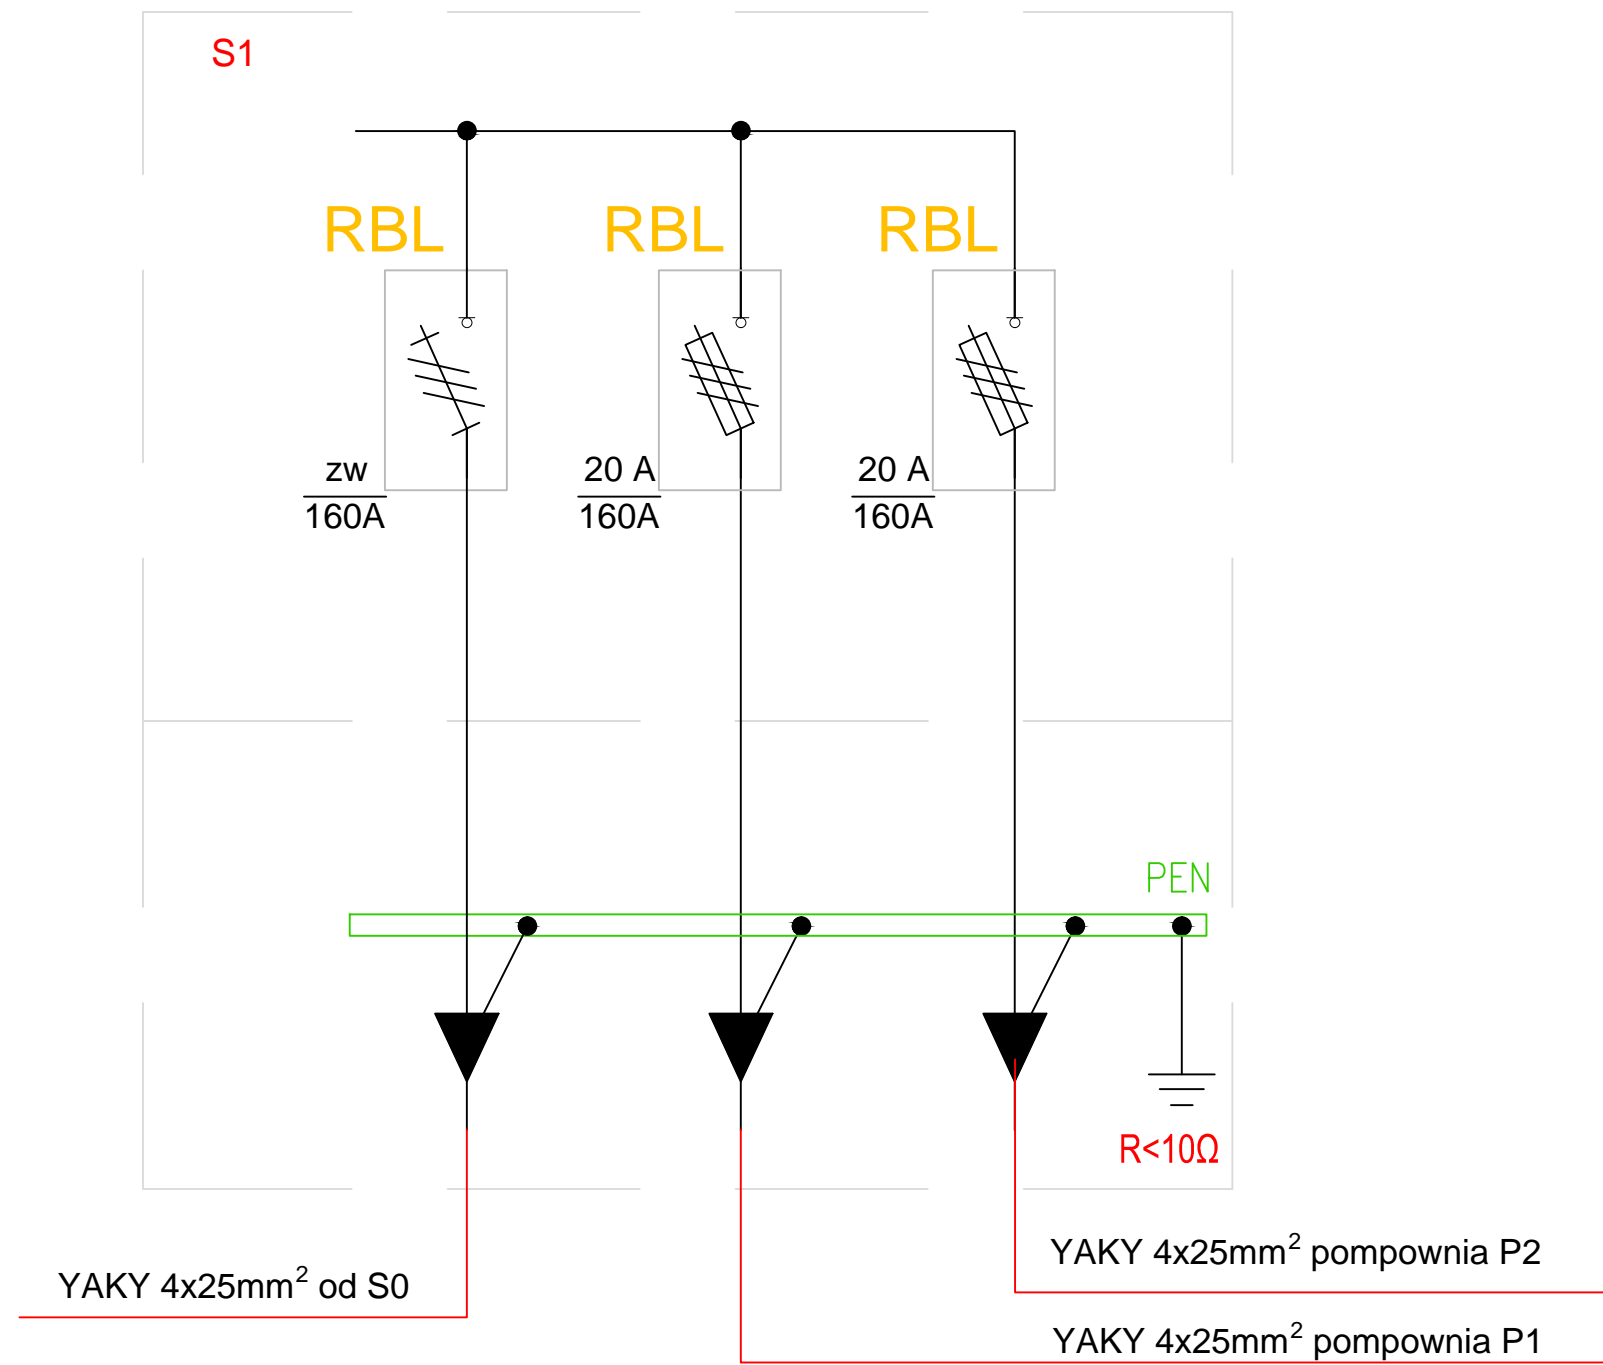 S1
RBL RBL RBL
zw 20 A 20 A
160A 160A 160A
PEN
R<10Ω
YAKY 4x25mm² pompownia P2
YAKY 4x25mm² od S0
YAKY 4x25mm² pompownia P1